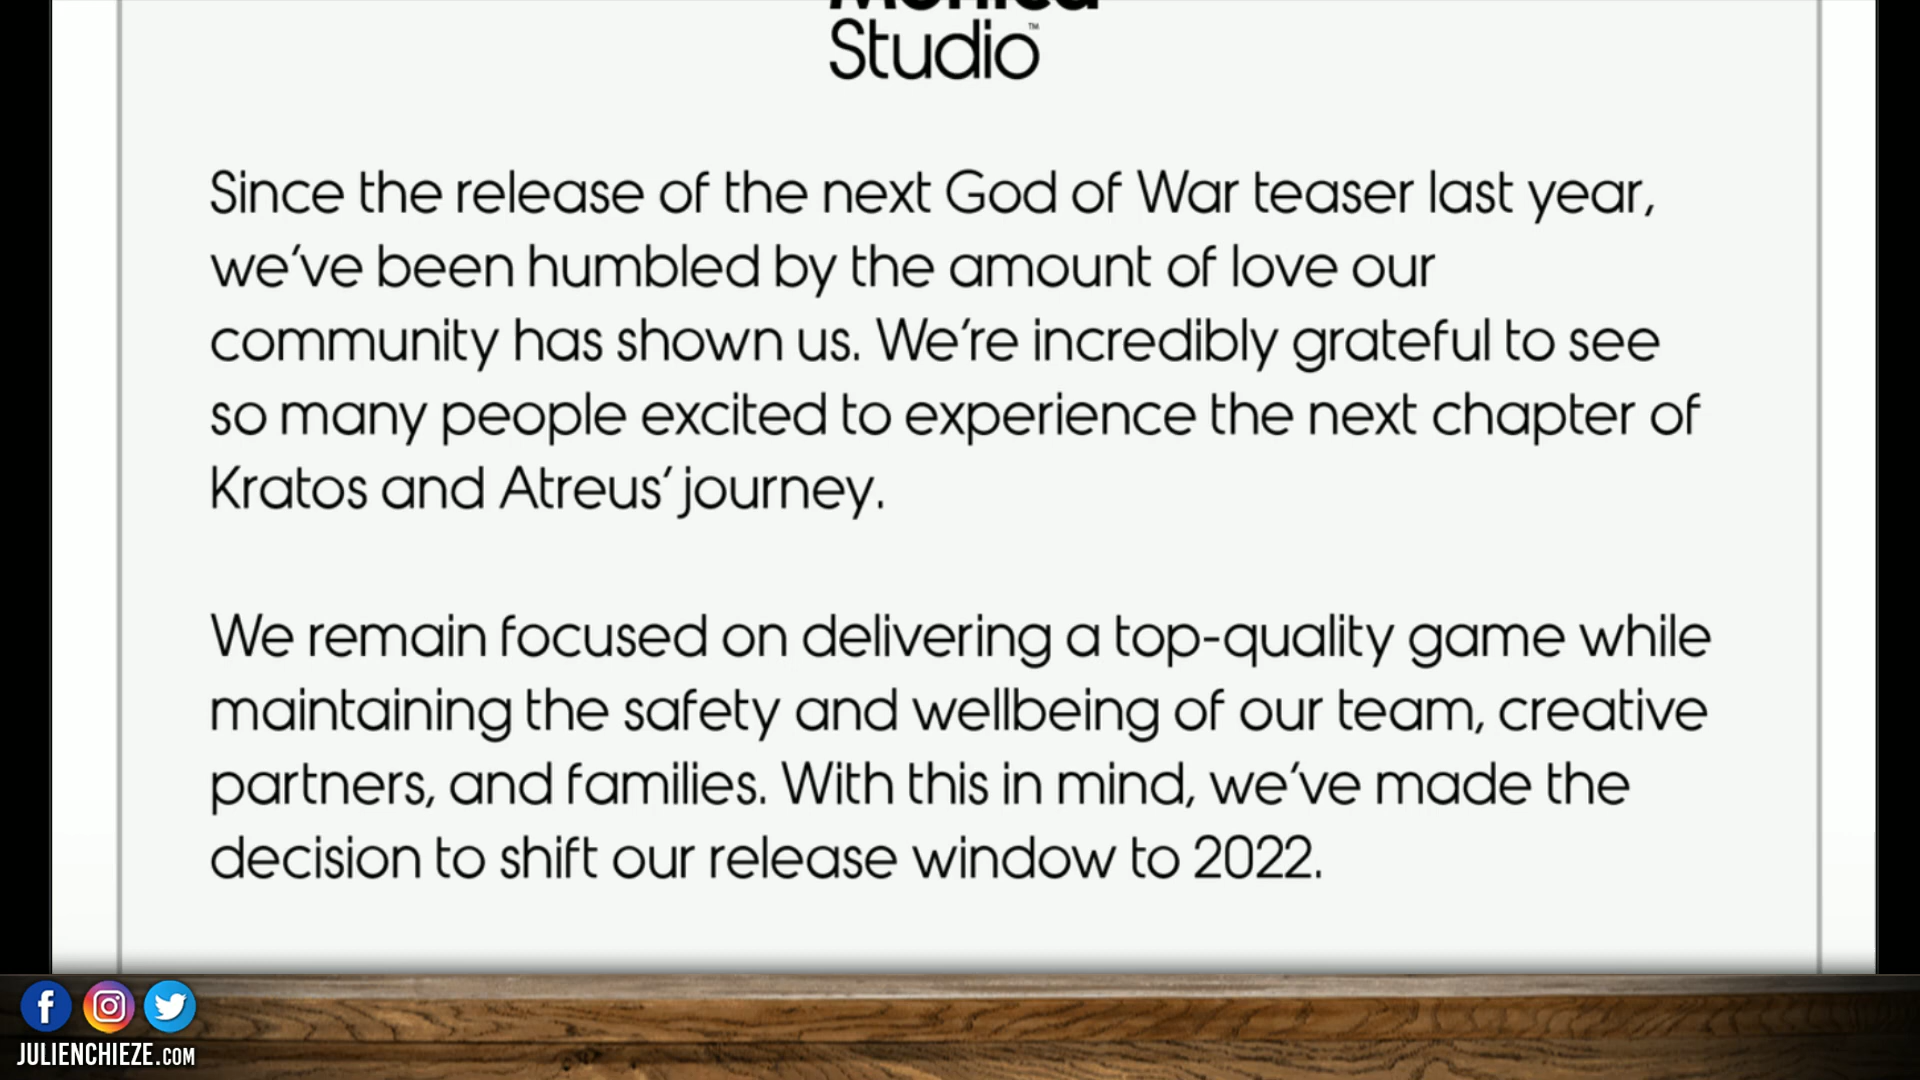 Monica
Studio™
Since the release of the next God of War teaser last year,
we've been humbled by the amount of love our
community has shown us. We're incredibly grateful to see
so many people excited to experience the next chapter of
Kratos and Atreus' journey.
We remain focused on delivering a top-quality game while
maintaining the safety and wellbeing of our team, creative
partners, and families. With this in mind, we've made the
decision to shift our release window to 2022.
JULIENCHIEZE.COM